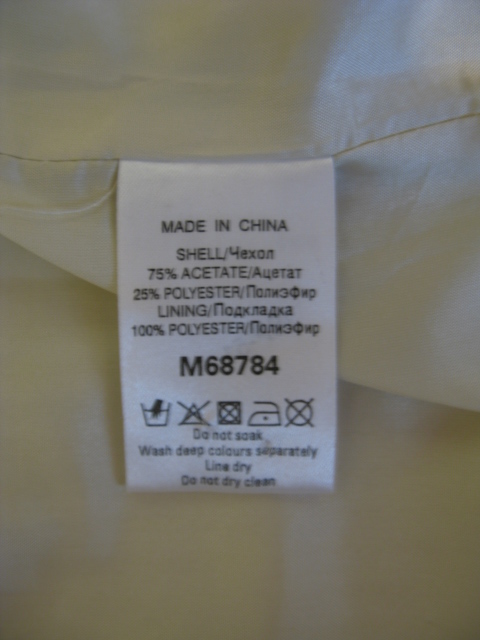 MADE IN CHINA
SHELL/Чехол
75% ACETATE/Ацетат
25% POLYESTER/Полиэфир
LINING/Подкладка
100% POLYESTER/Полиэфир
M68784
Do not soak
Wash deep colours separately
Line dry
Do not dry clean